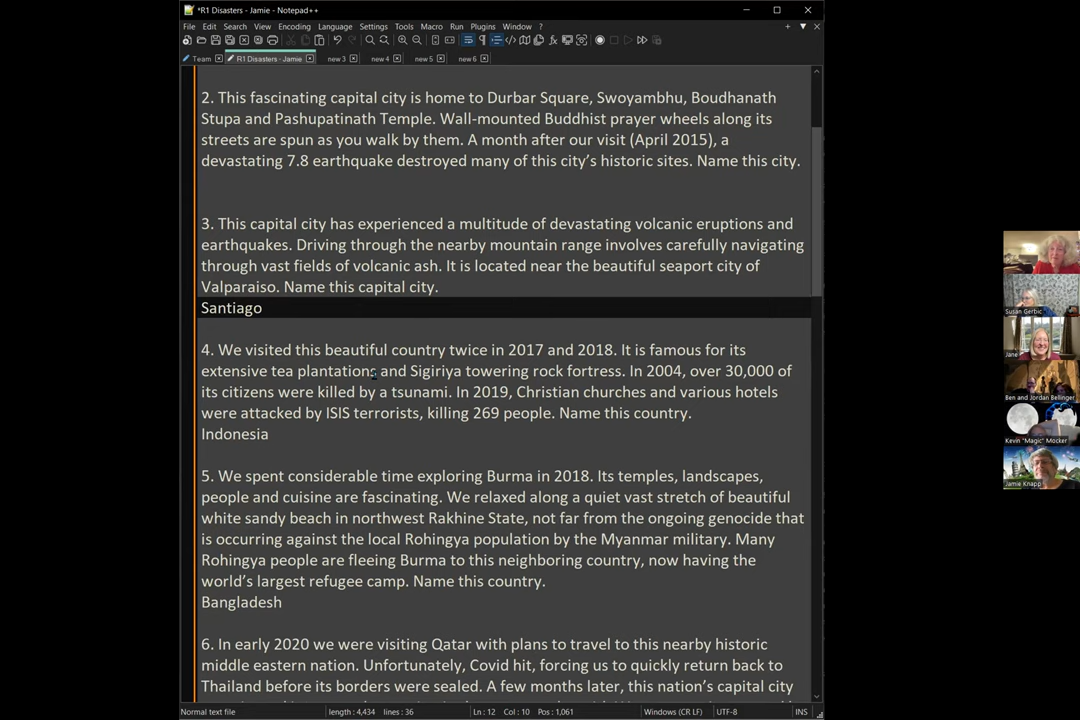 *R1 Disasters - Jamie - Notepad++
File Edit Search View Encoding Language Settings Tools Macro Run Plugins Window ?
Team R1 Disasters - Jamie new 3 new 4 new 5 new 6
2. This fascinating capital city is home to Durbar Square, Swoyambhu, Boudhanath
Stupa and Pashupatinath Temple. Wall-mounted Buddhist prayer wheels along its
streets are spun as you walk by them. A month after our visit (April 2015), a
devastating 7.8 earthquake destroyed many of this city’s historic sites. Name this city.
3. This capital city has experienced a multitude of devastating volcanic eruptions and
earthquakes. Driving through the nearby mountain range involves carefully navigating
through vast fields of volcanic ash. It is located near the beautiful seaport city of
Valparaiso. Name this capital city.
Santiago
4. We visited this beautiful country twice in 2017 and 2018. It is famous for its
extensive tea plantations and Sigiriya towering rock fortress. In 2004, over 30,000 of
its citizens were killed by a tsunami. In 2019, Christian churches and various hotels
were attacked by ISIS terrorists, killing 269 people. Name this country.
Indonesia
5. We spent considerable time exploring Burma in 2018. Its temples, landscapes,
people and cuisine are fascinating. We relaxed along a quiet vast stretch of beautiful
white sandy beach in northwest Rakhine State, not far from the ongoing genocide that
is occurring against the local Rohingya population by the Myanmar military. Many
Rohingya people are fleeing Burma to this neighboring country, now having the
world’s largest refugee camp. Name this country.
Bangladesh
6. In early 2020 we were visiting Qatar with plans to travel to this nearby historic
middle eastern nation. Unfortunately, Covid hit, forcing us to quickly return back to
Thailand before its borders were sealed. A few months later, this nation’s capital city
Normal text file length : 4,434 lines : 36 Ln : 12 Col : 10 Pos : 1,061 Windows (CR LF) UTF-8 INS
Susan Gerbic
Jane
Ben and Jordan Bellinger
Kevin "Magic" Mocker
Jamie Knapp